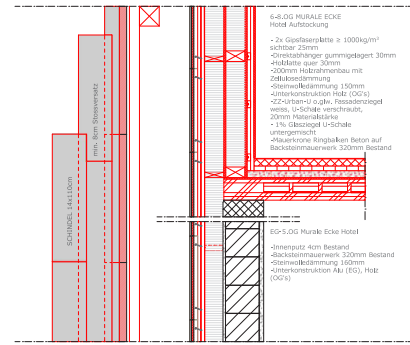 6-8.OG MURALE ECKE
Hotel Aufstockung
- 2x Gipsfaserplatte ≥ 1000kg/m³
sichtbar 25mm
-Direktabhänger gummigelagert 30mm
-Holzlatte quer 30mm
-200mm Holzrahmenbau mit
Zellulosedämmung
-Steinwolledämmung 150mm
-Unterkonstruktion Holz (OG's)
-ZZ-Urban-U o.glw. Fassadenziegel
weiss, U-Schale verschraubt,
20mm Materialstärke
- 1% Glasziegel U-Schale
untergemischt
-Mauerkrone Ringbalken Beton auf
Backsteinmauerwerk 320mm Bestand
EG-5.OG Murale Ecke Hotel
-Innenputz 4cm Bestand
-Backsteinmauerwerk 320mm Bestand
-Steinwolledämmung 160mm
-Unterkonstruktion Alu (EG), Holz
(OG's)
min. 8cm Stossversatz
SCHINDEL 14x110cm